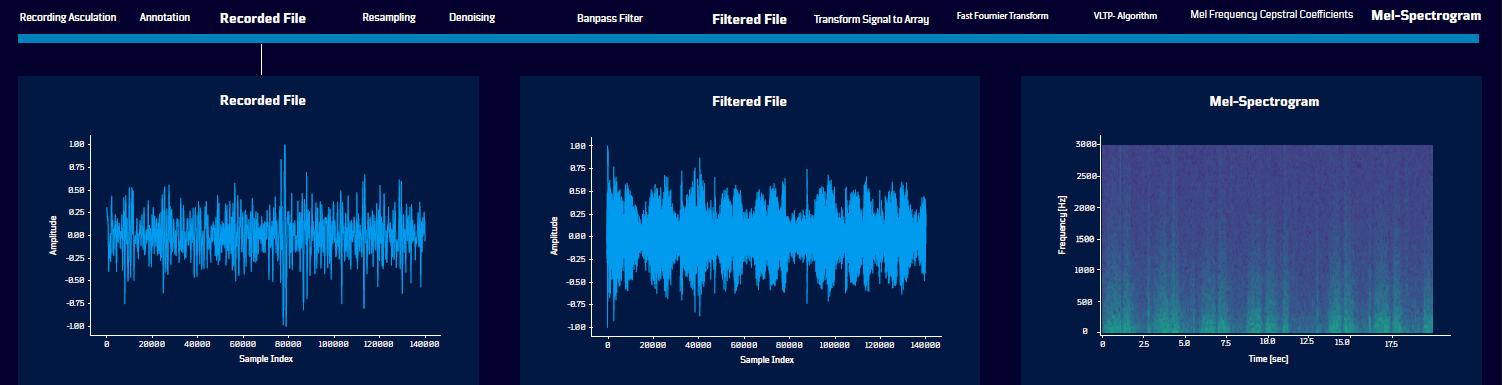 Recording Asculation
Annotation
Recorded File
Resampling
Denoising
Banpass Filter
Filtered File
Transform Signal to Array
Fast Fournier Transform
VLTP- Algorithm
Mel Frequency Cepstral Coefficients
Mel-Spectrogram
Recorded File
1.00
0.75
0.50
0.25
0.00
-0.25
-0.50
-0.75
-1.00
Amplitude
0 20000 40000 60000 80000 100000 120000 140000
Sample Index
Filtered File
1.00
0.75
0.50
0.25
0.00
-0.25
-0.50
-0.75
-1.00
Amplitude
0 20000 40000 60000 80000 100000 120000 140000
Sample Index
Mel-Spectrogram
3000
2500
2000
1500
1000
500
0
Frequency [Hz]
0 2.5 5.0 7.5 10.0 12.5 15.0 17.5
Time [sec]